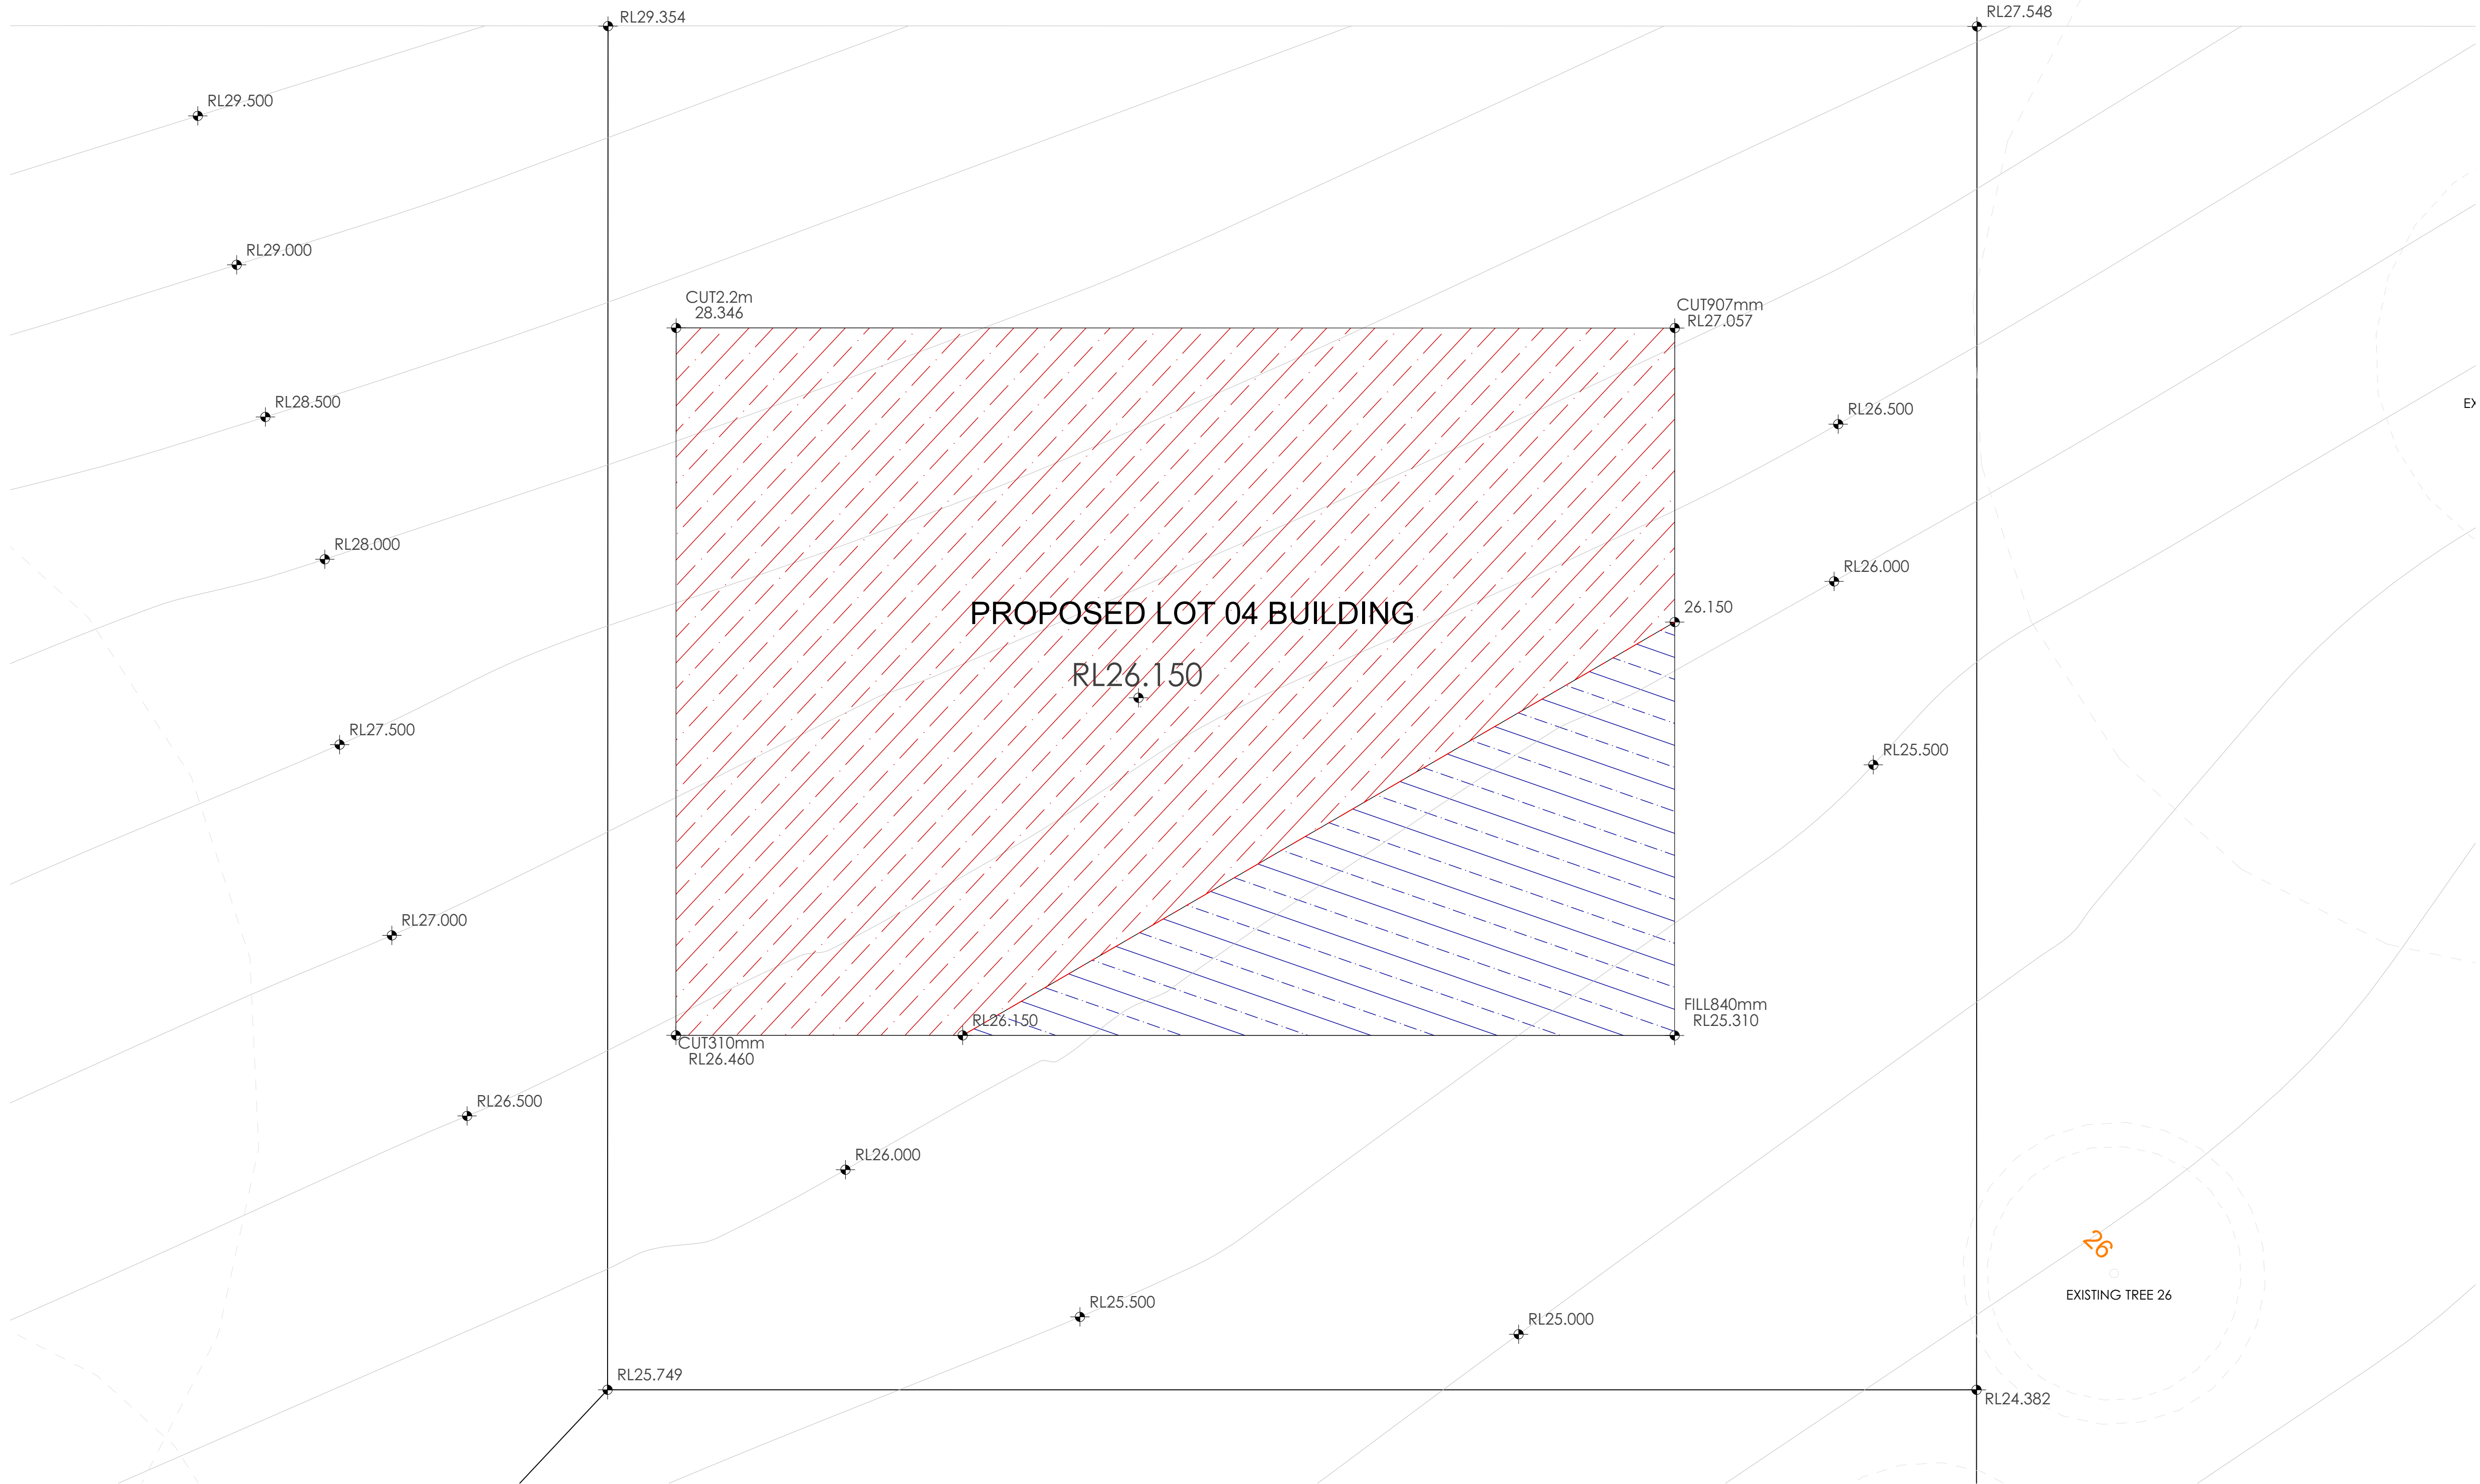 RL29.354
RL27.548
RL29.500
RL29.000
CUT2.2m
28.346
CUT907mm
RL27.057
RL28.500
RL26.500
EX
RL28.000
RL26.000
26.150
PROPOSED LOT 04 BUILDING
RL26.150
RL27.500
RL25.500
RL27.000
FILL840mm
RL25.310
RL26.150
CUT310mm
RL26.460
RL26.500
RL26.000
26
EXISTING TREE 26
RL25.500
RL25.000
RL25.749
RL24.382